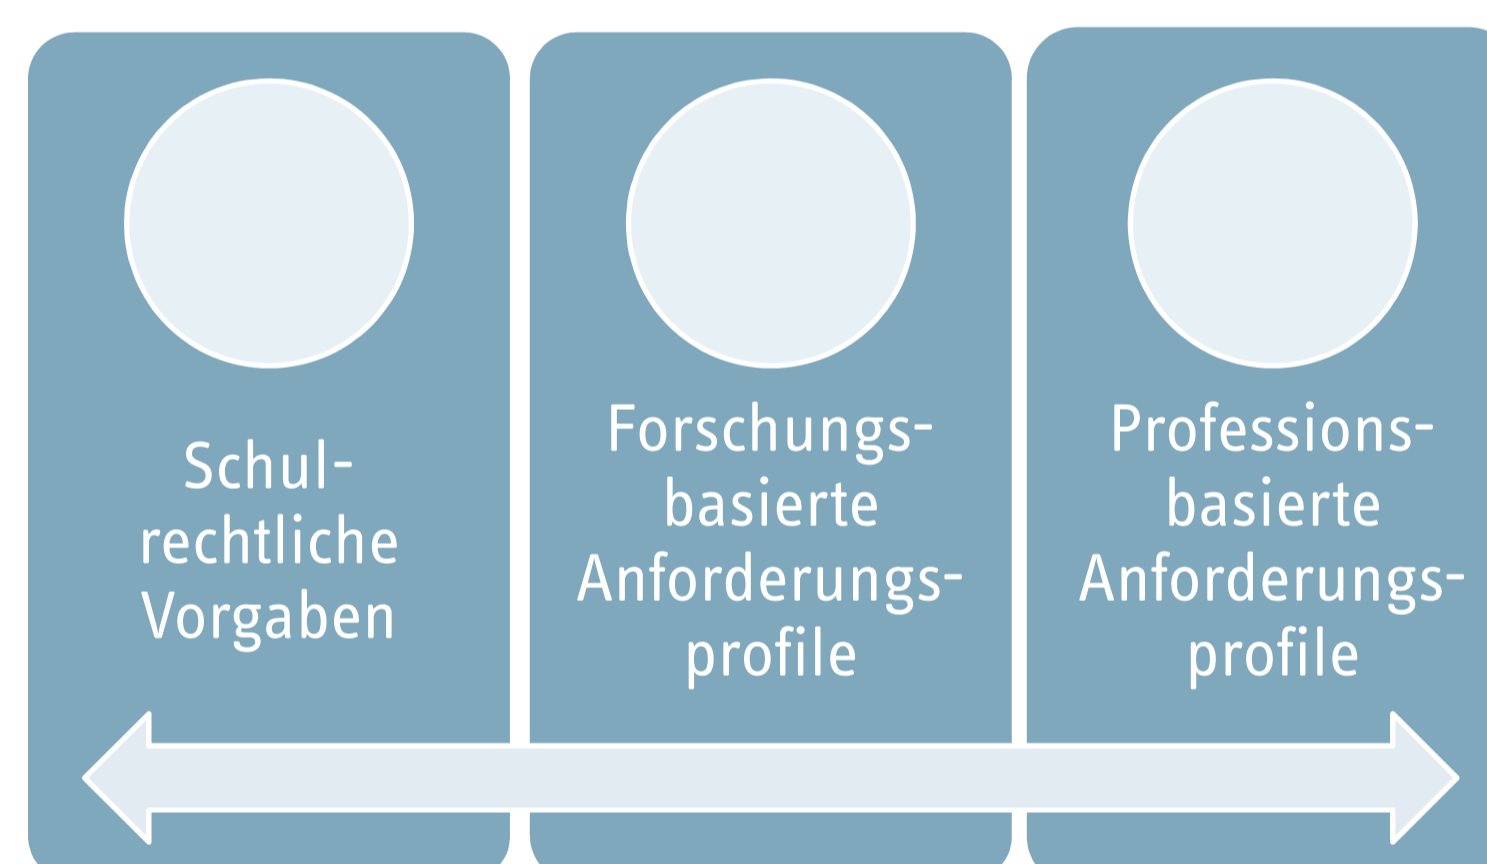 Schul-
rechtliche
Vorgaben
Forschungs-
basierte
Anforderungs-
profile
Professions-
basierte
Anforderungs-
profile